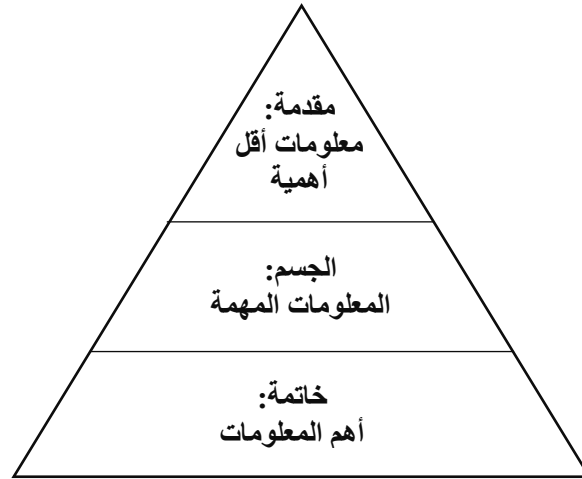 مقدمة:
معلومات أقل
أهمية
الجسم:
المعلومات المهمة
خاتمة:
أهم المعلومات